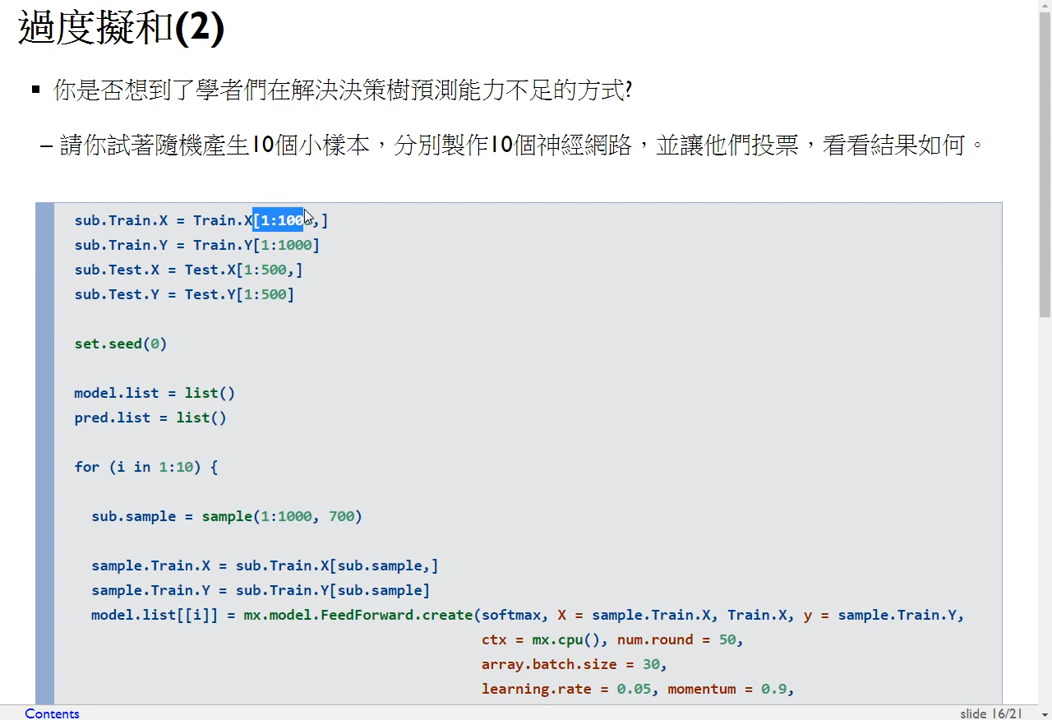 過度擬和(2)
▪ 你是否想到了學者們在解決決策樹預測能力不足的方式?
– 請你試著隨機產生10個小樣本，分別製作10個神經網路，並讓他們投票，看看結果如何。
sub.Train.X = Train.X[1:100,]
sub.Train.Y = Train.Y[1:1000]
sub.Test.X = Test.X[1:500,]
sub.Test.Y = Test.Y[1:500]
set.seed(0)
model.list = list()
pred.list = list()
for (i in 1:10) {
sub.sample = sample(1:1000, 700)
sample.Train.X = sub.Train.X[sub.sample,]
sample.Train.Y = sub.Train.Y[sub.sample]
model.list[[i]] = mx.model.FeedForward.create(softmax, X = sample.Train.X, Train.X, y = sample.Train.Y,
ctx = mx.cpu(), num.round = 50,
array.batch.size = 30,
learning.rate = 0.05, momentum = 0.9,
Contents
slide 16/21